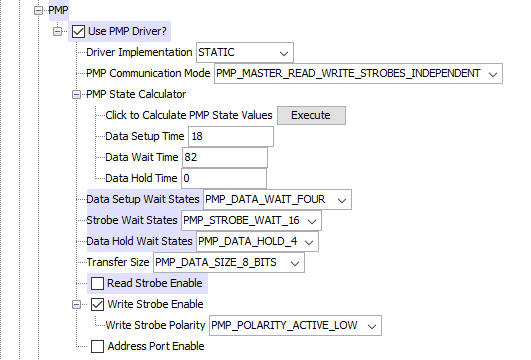 PMP
Use PMP Driver?
Driver Implementation STATIC
PMP Communication Mode PMP_MASTER_READ_WRITE_STROBES_INDEPENDENT
PMP State Calculator
Click to Calculate PMP State Values Execute
Data Setup Time 18
Data Wait Time 82
Data Hold Time 0
Data Setup Wait States PMP_DATA_WAIT_FOUR
Strobe Wait States PMP_STROBE_WAIT_16
Data Hold Wait States PMP_DATA_HOLD_4
Transfer Size PMP_DATA_SIZE_8_BITS
Read Strobe Enable
Write Strobe Enable
Write Strobe Polarity PMP_POLARITY_ACTIVE_LOW
Address Port Enable